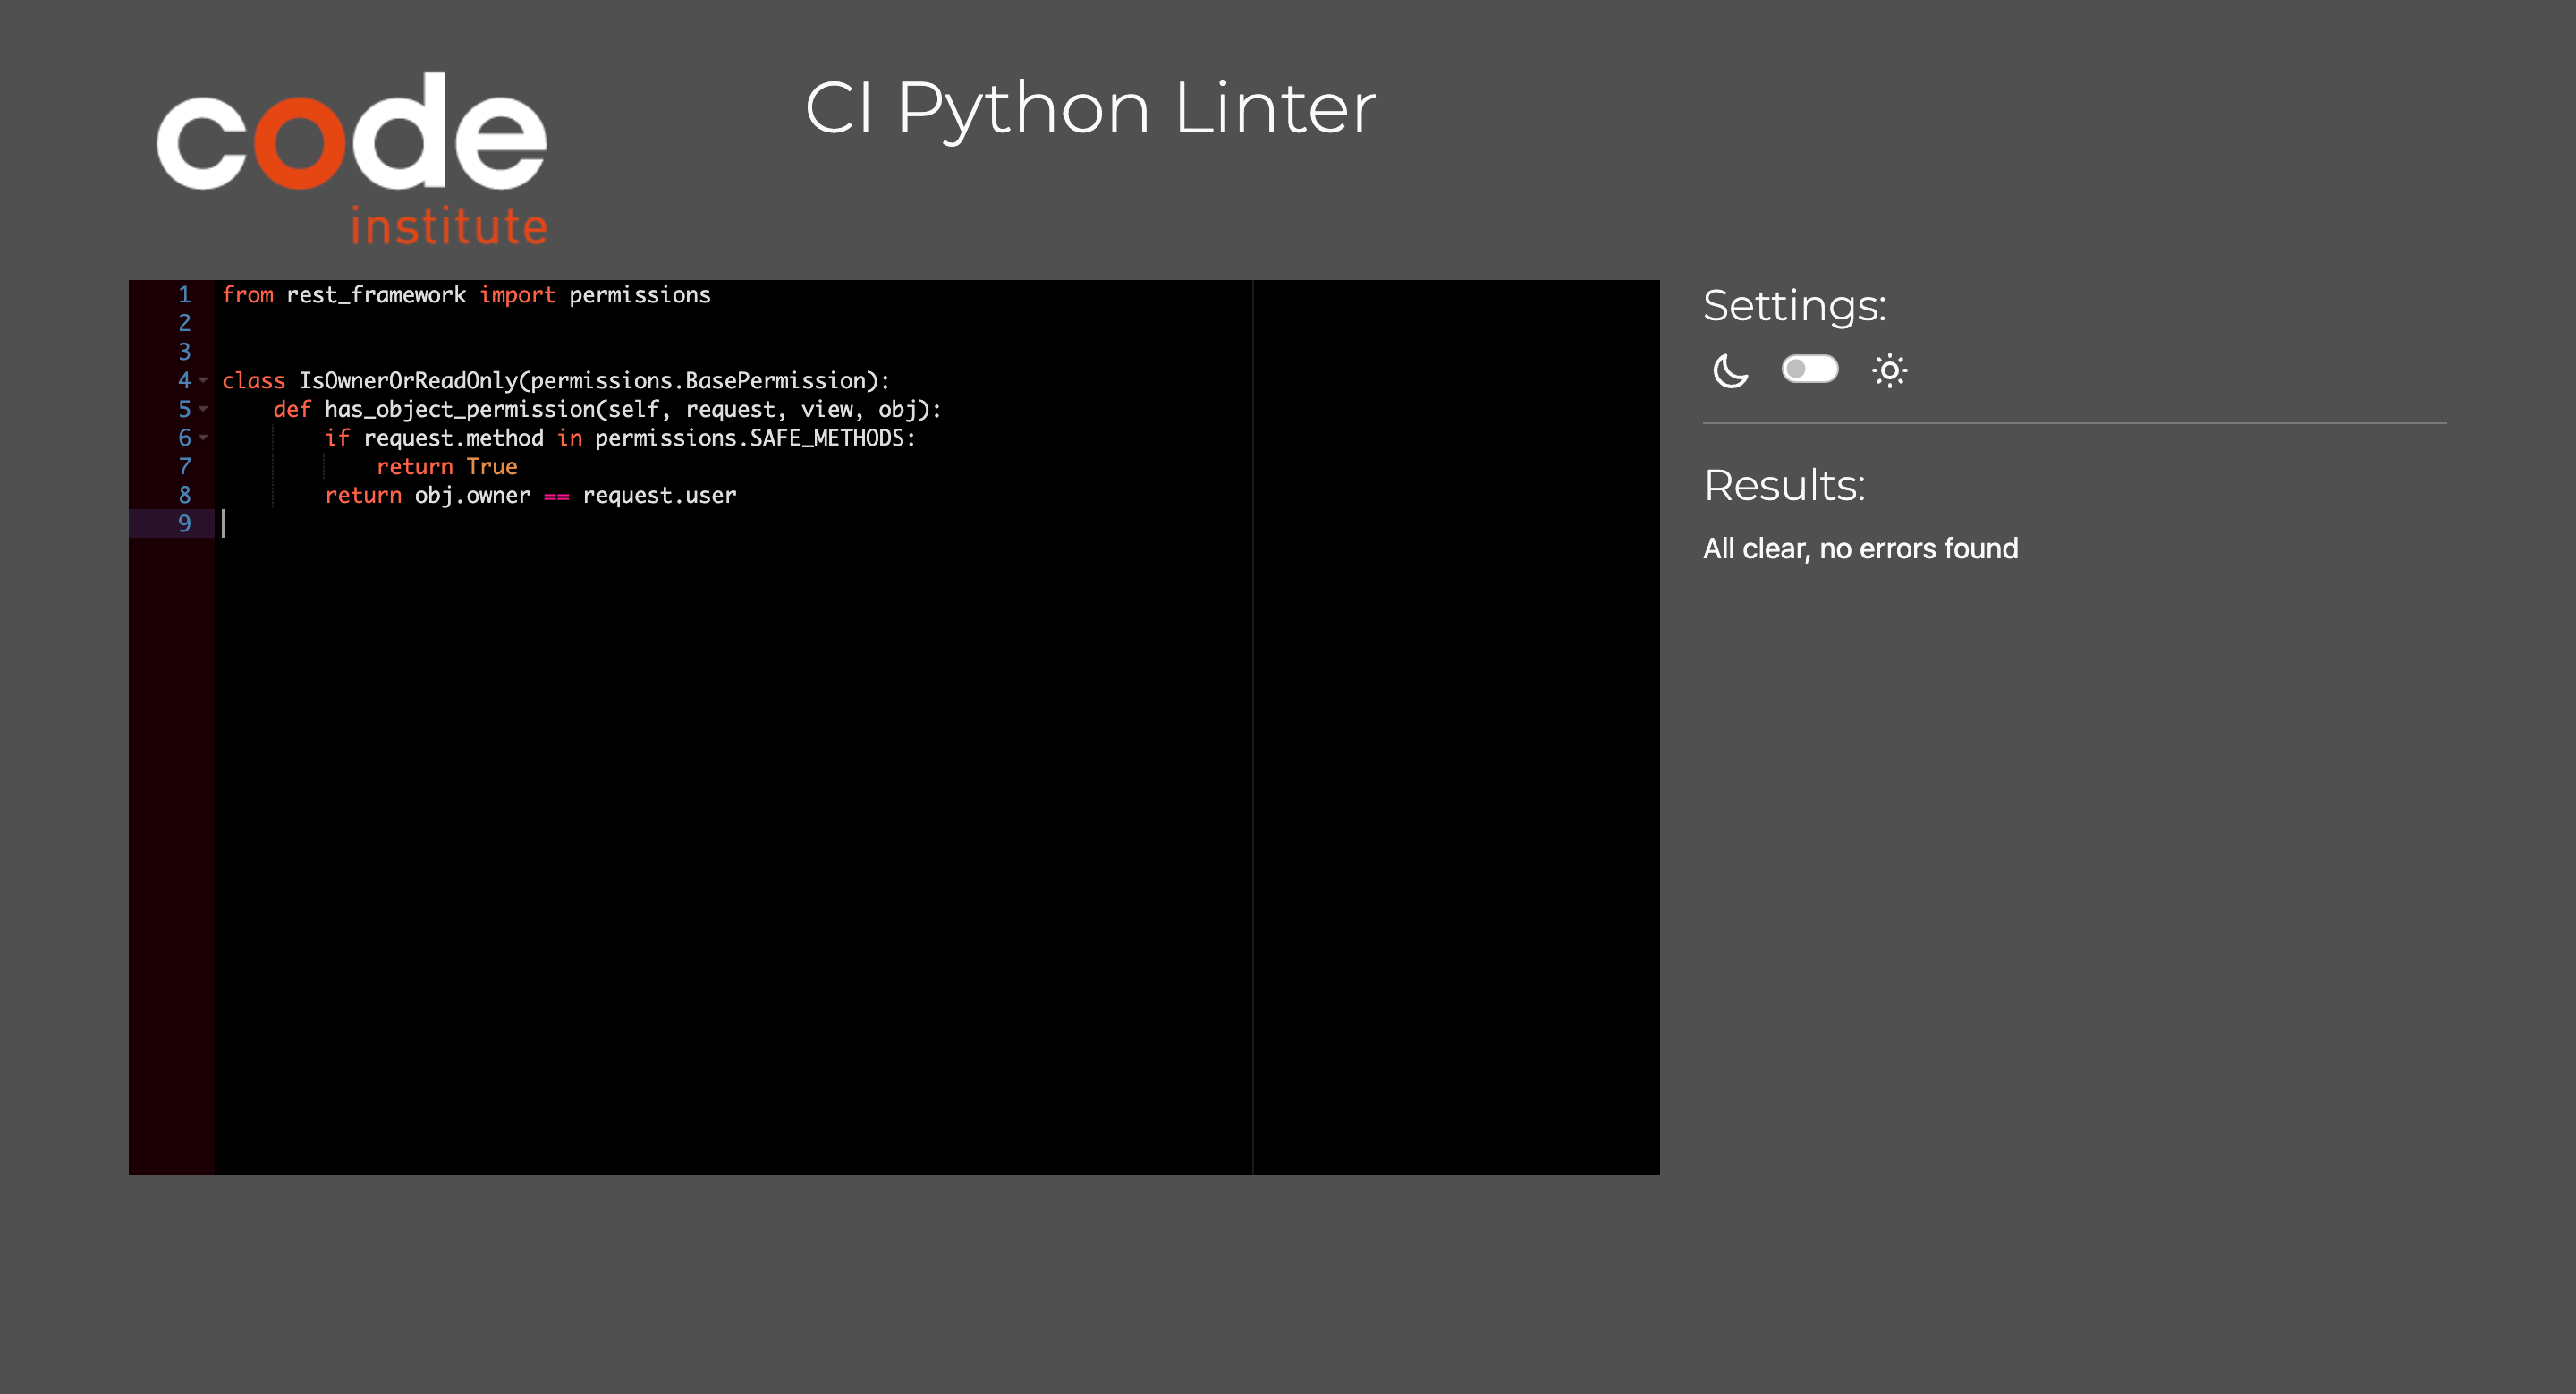 code
institute
CI Python Linter
1 from rest_framework import permissions
2
3
4 class IsOwnerOrReadOnly(permissions.BasePermission):
5     def has_object_permission(self, request, view, obj):
6         if request.method in permissions.SAFE_METHODS:
7             return True
8         return obj.owner == request.user
9
Settings:
Results:
All clear, no errors found